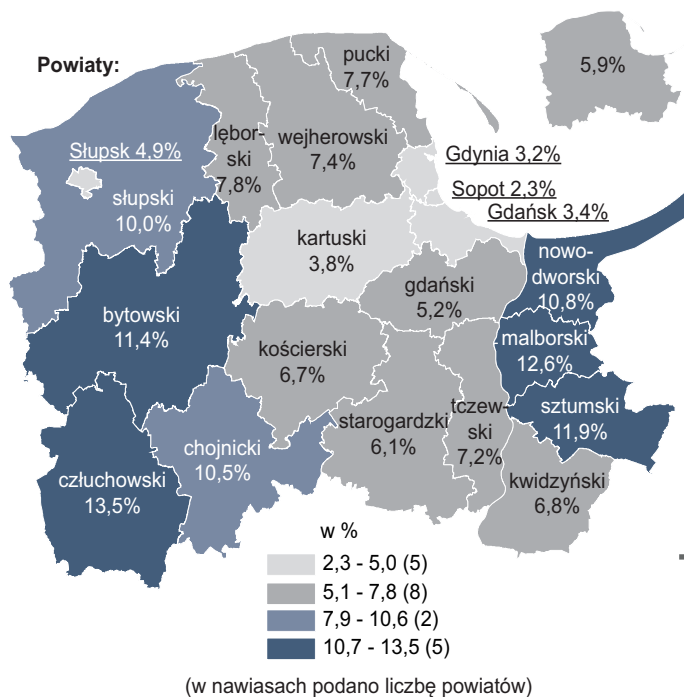 Powiaty:
5,9%
pucki
7,7%
lębor-
ski
7,8%
wejherowski
7,4%
Słupsk 4,9%
słupski
10,0%
Gdynia 3,2%
Sopot 2,3%
Gdańsk 3,4%
kartuski
3,8%
nowo-
dworski
10,8%
gdański
5,2%
bytowski
11,4%
malborski
12,6%
kościerski
6,7%
sztumski
11,9%
starogardzki
6,1%
tczew-
ski
7,2%
chojnicki
10,5%
człuchowski
13,5%
kwidzyński
6,8%
w %
2,3 - 5,0 (5)
5,1 - 7,8 (8)
7,9 - 10,6 (2)
10,7 - 13,5 (5)
(w nawiasach podano liczbę powiatów)